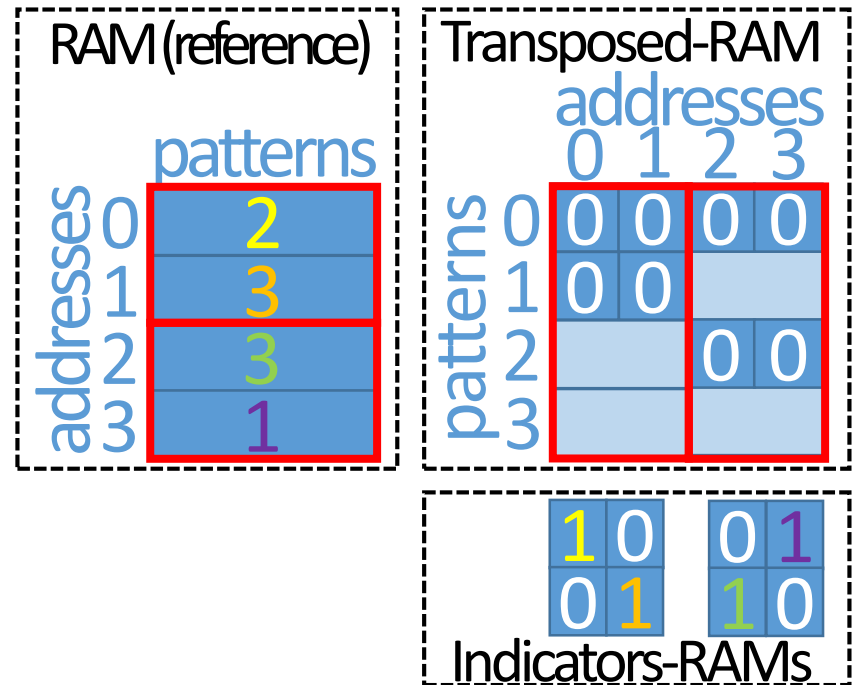 RAM (reference)
patterns
addresses
0 2
1 3
2 3
3 1
Transposed-RAM
addresses
0 1 2 3
patterns
0 0 0 0 0
1 0 0
2 0 0
3
1 0 0 1
0 1 1 0
Indicators-RAMs